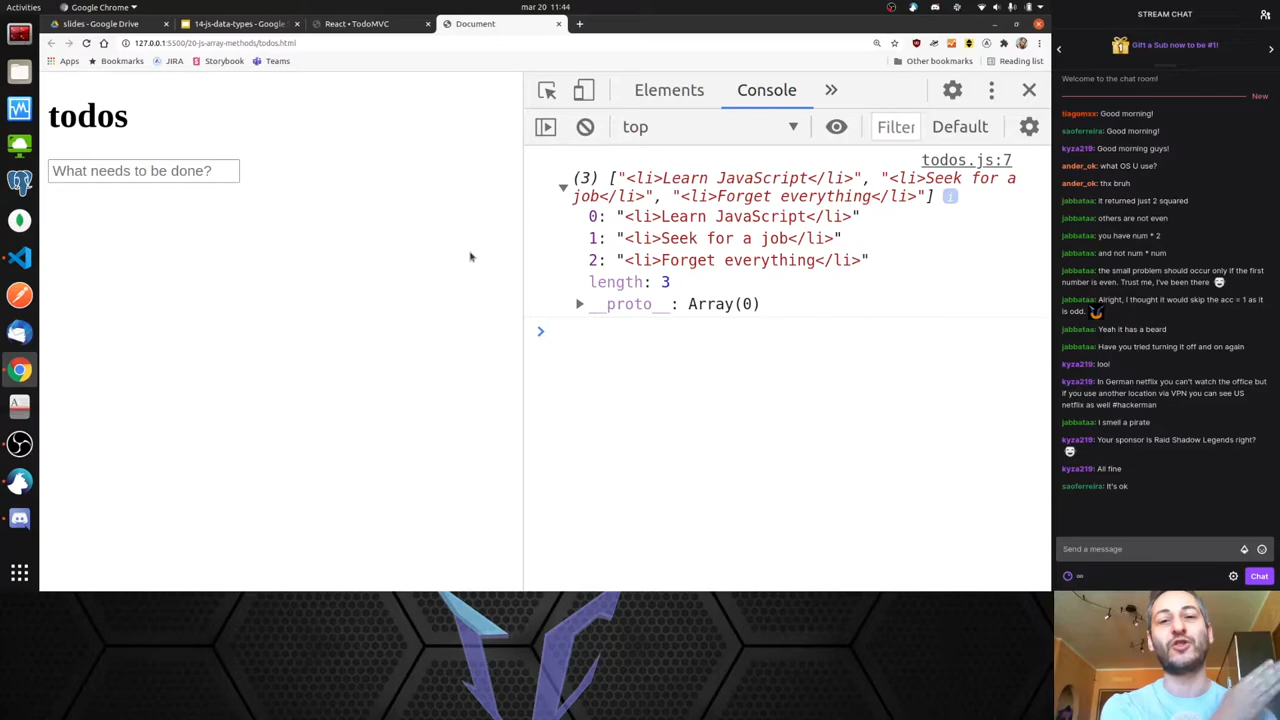 Activities
Google Chrome
mar 20 11:44
slides - Google Drive
14-js-data-types - Google S
React • TodoMVC
Document
127.0.0.1:5500/20-js-array-methods/todos.html
Apps
Bookmarks
JIRA
Storybook
Teams
Other bookmarks
Reading list
todos
What needs to be done?
Elements
Console
top
Filter
Default
todos.js:7
(3) ["<li>Learn JavaScript</li>", "<li>Seek for a
job</li>", "<li>Forget everything</li>"]
0: "<li>Learn JavaScript</li>"
1: "<li>Seek for a job</li>"
2: "<li>Forget everything</li>"
length: 3
__proto__: Array(0)
STREAM CHAT
Gift a Sub now to be #1!
Welcome to the chat room!
New
tiagomxx: Good morning!
saoferreira: Good morning!
kyza219: Good morning guys!
ander_ok: what OS U use?
ander_ok: thx bruh
jabbataa: it returned just 2 squared
jabbataa: others are not even
jabbataa: you have num * 2
jabbataa: and not num * num
jabbataa: the small problem should occur only if the first
number is even. Trust me, I've been there
jabbataa: Alright, I thought it would skip the acc = 1 as it
is odd.
jabbataa: Yeah it has a beard
jabbataa: Have you tried turning it off and on again
kyza219: lool
kyza219: In German netflix you can't watch the office but
if you use another location via VPN you can see US
netflix as well #hackerman
jabbataa: I smell a pirate
kyza219: Your sponsor is Raid Shadow Legends right?
kyza219: All fine
saoferreira: It's ok
Send a message
Chat